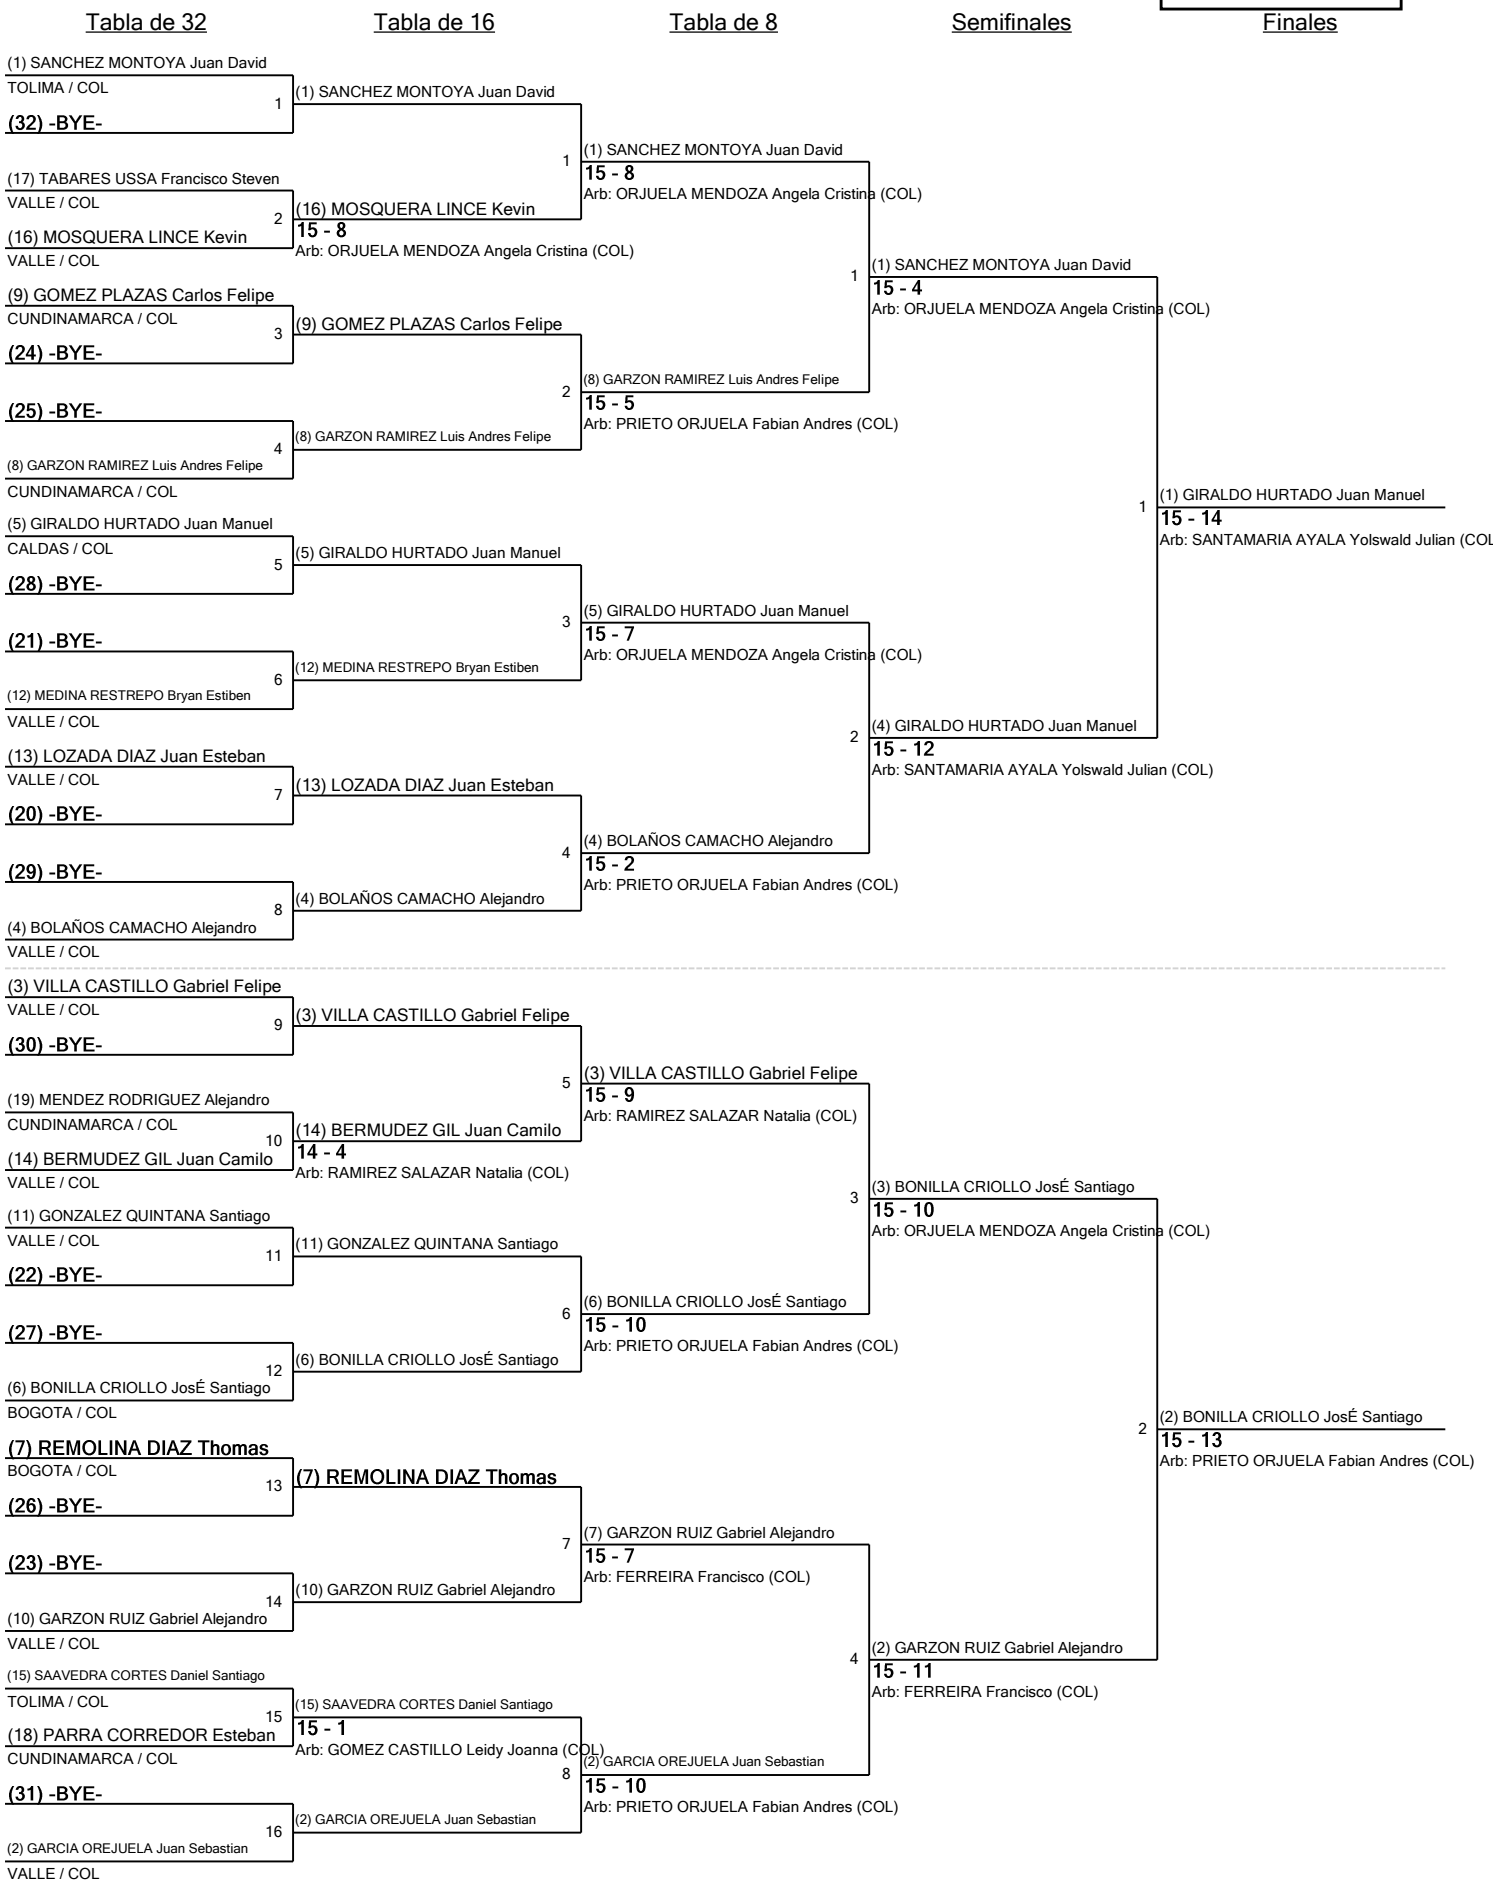 Tabla de 32
Tabla de 16
Tabla de 8
Semifinales
Finales
(1) SANCHEZ MONTOYA Juan David
TOLIMA / COL
1
(32) -BYE-
(17) TABARES USSA Francisco Steven
VALLE / COL
2
(16) MOSQUERA LINCE Kevin
VALLE / COL
(9) GOMEZ PLAZAS Carlos Felipe
CUNDINAMARCA / COL
3
(24) -BYE-
(25) -BYE-
4
(8) GARZON RAMIREZ Luis Andres Felipe
CUNDINAMARCA / COL
(5) GIRALDO HURTADO Juan Manuel
CALDAS / COL
5
(28) -BYE-
(21) -BYE-
6
(12) MEDINA RESTREPO Bryan Estiben
VALLE / COL
(13) LOZADA DIAZ Juan Esteban
VALLE / COL
7
(20) -BYE-
(29) -BYE-
8
(4) BOLAÑOS CAMACHO Alejandro
VALLE / COL
(3) VILLA CASTILLO Gabriel Felipe
VALLE / COL
9
(30) -BYE-
(19) MENDEZ RODRIGUEZ Alejandro
CUNDINAMARCA / COL
10
(14) BERMUDEZ GIL Juan Camilo
VALLE / COL
(11) GONZALEZ QUINTANA Santiago
VALLE / COL
11
(22) -BYE-
(27) -BYE-
12
(6) BONILLA CRIOLLO JosÉ Santiago
BOGOTA / COL
(7) REMOLINA DIAZ Thomas
BOGOTA / COL
13
(26) -BYE-
(23) -BYE-
14
(10) GARZON RUIZ Gabriel Alejandro
VALLE / COL
(15) SAAVEDRA CORTES Daniel Santiago
TOLIMA / COL
15
(18) PARRA CORREDOR Esteban
CUNDINAMARCA / COL
(31) -BYE-
16
(2) GARCIA OREJUELA Juan Sebastian
VALLE / COL
(1) SANCHEZ MONTOYA Juan David
1
(16) MOSQUERA LINCE Kevin
15 - 8
Arb: ORJUELA MENDOZA Angela Cristina (COL)
(9) GOMEZ PLAZAS Carlos Felipe
2
(8) GARZON RAMIREZ Luis Andres Felipe
(5) GIRALDO HURTADO Juan Manuel
3
(12) MEDINA RESTREPO Bryan Estiben
(13) LOZADA DIAZ Juan Esteban
4
(4) BOLAÑOS CAMACHO Alejandro
(3) VILLA CASTILLO Gabriel Felipe
5
(14) BERMUDEZ GIL Juan Camilo
14 - 4
Arb: RAMIREZ SALAZAR Natalia (COL)
(11) GONZALEZ QUINTANA Santiago
6
(6) BONILLA CRIOLLO JosÉ Santiago
(7) REMOLINA DIAZ Thomas
7
(10) GARZON RUIZ Gabriel Alejandro
(15) SAAVEDRA CORTES Daniel Santiago
15 - 1
Arb: GOMEZ CASTILLO Leidy Joanna (COL)
8
(2) GARCIA OREJUELA Juan Sebastian
(1) SANCHEZ MONTOYA Juan David
15 - 8
Arb: ORJUELA MENDOZA Angela Cristina (COL)
1
(8) GARZON RAMIREZ Luis Andres Felipe
15 - 5
Arb: PRIETO ORJUELA Fabian Andres (COL)
(5) GIRALDO HURTADO Juan Manuel
15 - 7
Arb: ORJUELA MENDOZA Angela Cristina (COL)
2
(4) BOLAÑOS CAMACHO Alejandro
15 - 2
Arb: PRIETO ORJUELA Fabian Andres (COL)
(3) VILLA CASTILLO Gabriel Felipe
15 - 9
Arb: RAMIREZ SALAZAR Natalia (COL)
3
(6) BONILLA CRIOLLO JosÉ Santiago
15 - 10
Arb: PRIETO ORJUELA Fabian Andres (COL)
(7) GARZON RUIZ Gabriel Alejandro
15 - 7
Arb: FERREIRA Francisco (COL)
4
(2) GARCIA OREJUELA Juan Sebastian
15 - 10
Arb: PRIETO ORJUELA Fabian Andres (COL)
(1) SANCHEZ MONTOYA Juan David
15 - 4
Arb: ORJUELA MENDOZA Angela Cristina (COL)
1
(4) GIRALDO HURTADO Juan Manuel
15 - 12
Arb: SANTAMARIA AYALA Yolswald Julian (COL)
(3) BONILLA CRIOLLO JosÉ Santiago
15 - 10
Arb: ORJUELA MENDOZA Angela Cristina (COL)
2
(2) GARZON RUIZ Gabriel Alejandro
15 - 11
Arb: FERREIRA Francisco (COL)
(1) GIRALDO HURTADO Juan Manuel
15 - 14
Arb: SANTAMARIA AYALA Yolswald Julian (COL
(2) BONILLA CRIOLLO JosÉ Santiago
15 - 13
Arb: PRIETO ORJUELA Fabian Andres (COL)